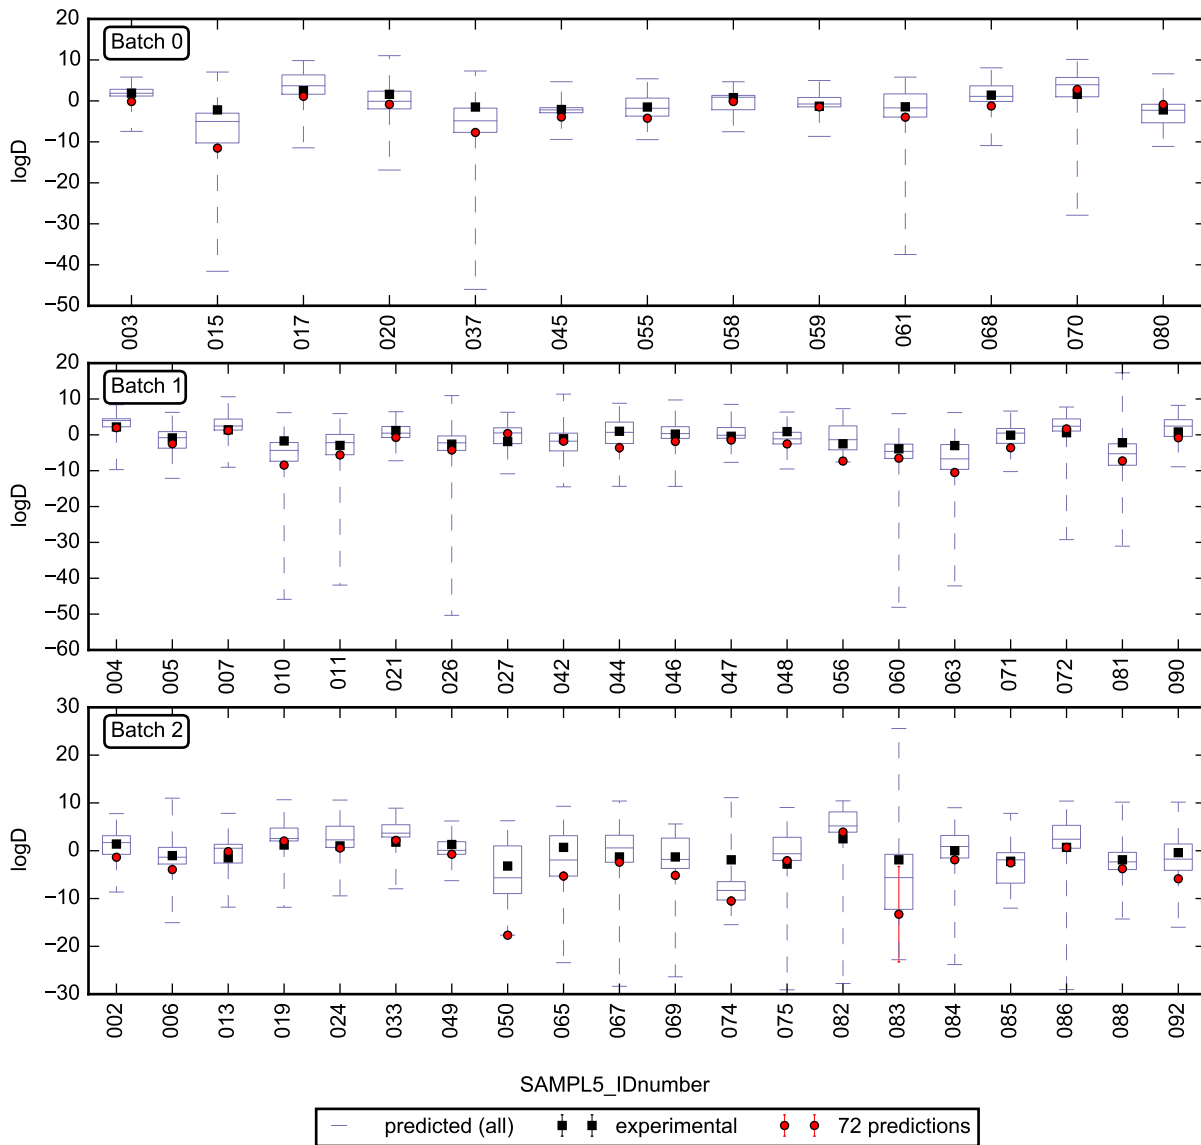 20
Batch 0
10
0
−10
−20
−30
−40
−50
logD
003 015 017 020 037 045 055 058 059 061 068 070 080
20
Batch 1
10
0
−10
−20
−30
−40
−50
−60
logD
004 005 007 010 011 021 026 027 042 044 046 047 048 056 060 063 071 072 081 090
30
Batch 2
20
10
0
−10
−20
−30
logD
002 006 013 019 024 033 049 050 065 067 069 074 075 082 083 084 085 086 088 092
SAMPL5_IDnumber
predicted (all) experimental 72 predictions